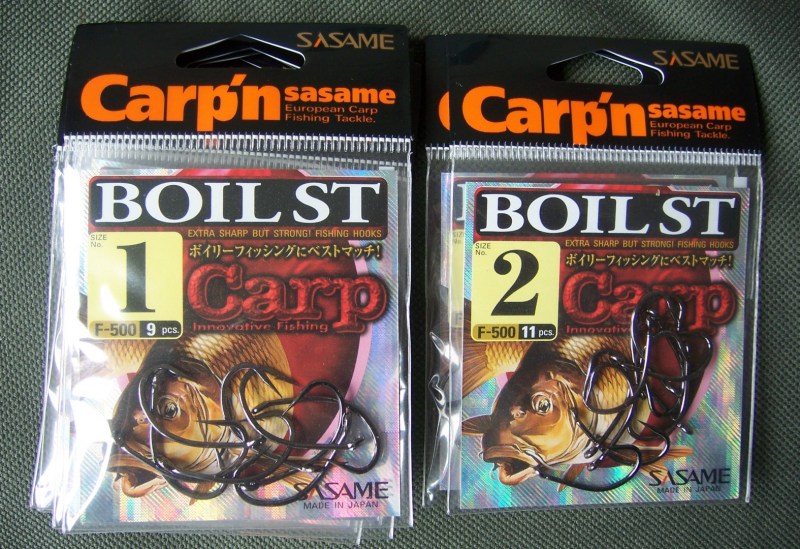 SASAME
Carp'n sasame
European Carp
Fishing Tackle.
BOIL ST
EXTRA SHARP BUT STRONG! FISHING HOOKS
SIZE
No.
1
ボイリーフィッシングにベストマッチ!
Carp
Innovative Fishing
F-500 9 pcs.
SASAME
MADE IN JAPAN
SASAME
Carp'n sasame
European Carp
Fishing Tackle.
BOIL ST
EXTRA SHARP BUT STRONG! FISHING HOOKS
SIZE
No.
2
ボイリーフィッシングにベストマッチ!
Carp
Innovative
F-500 11 pcs.
SASAME
MADE IN JAPAN